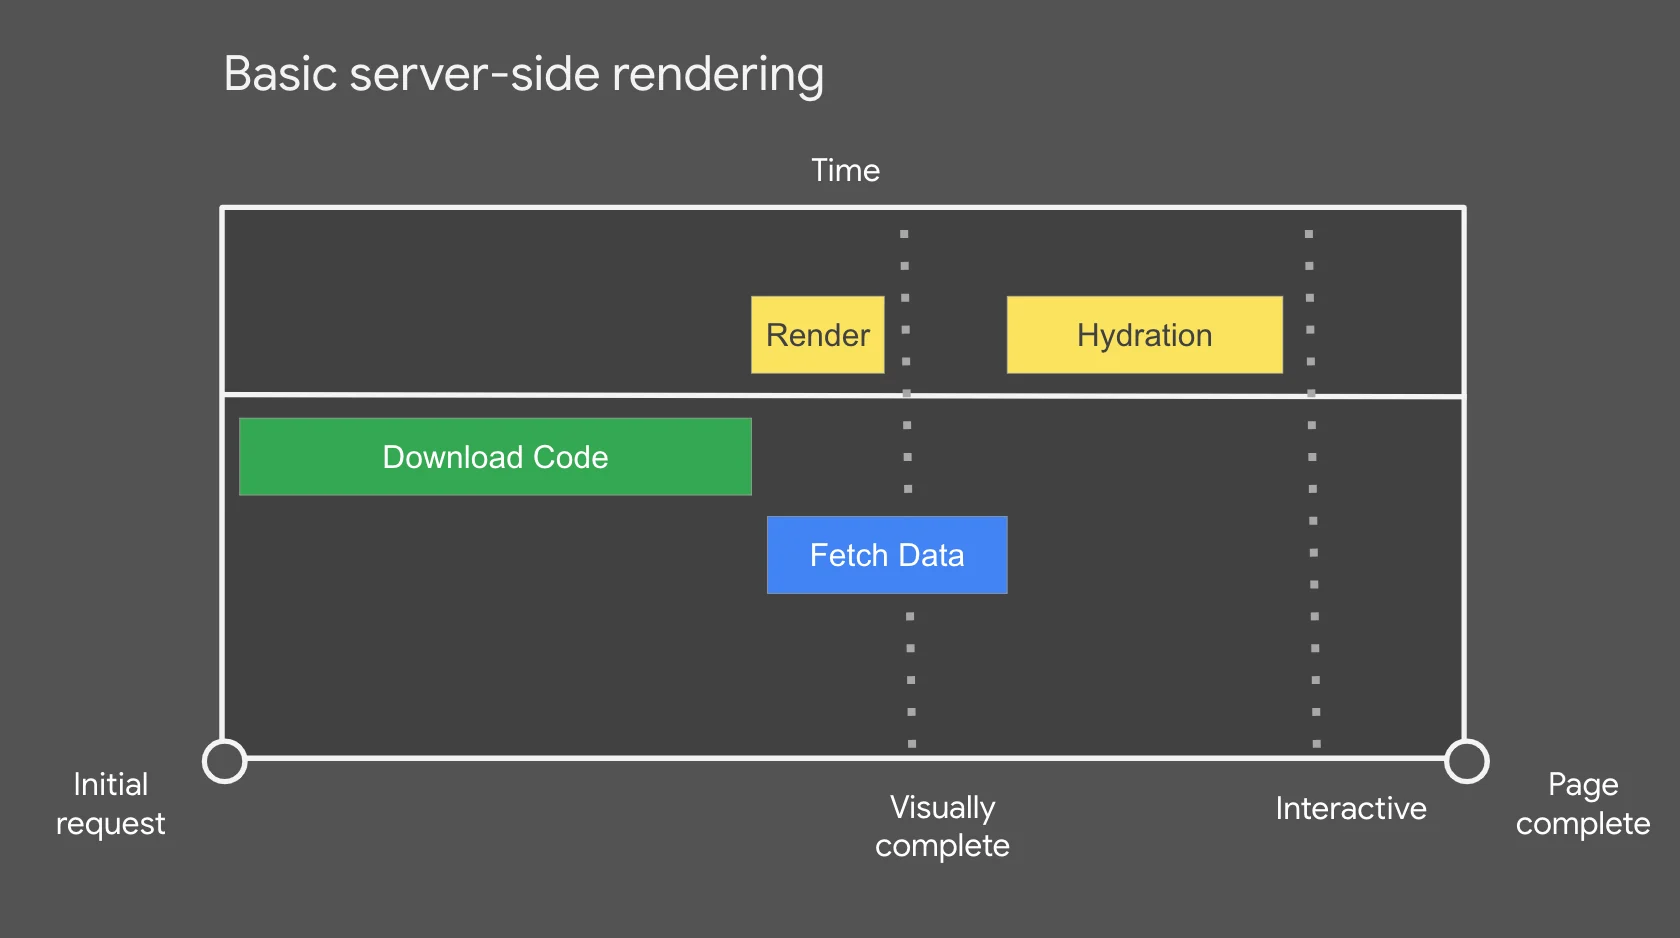 Basic server-side rendering
Time
Render
Hydration
Download Code
Fetch Data
Initial
request
Visually
complete
Interactive
Page
complete